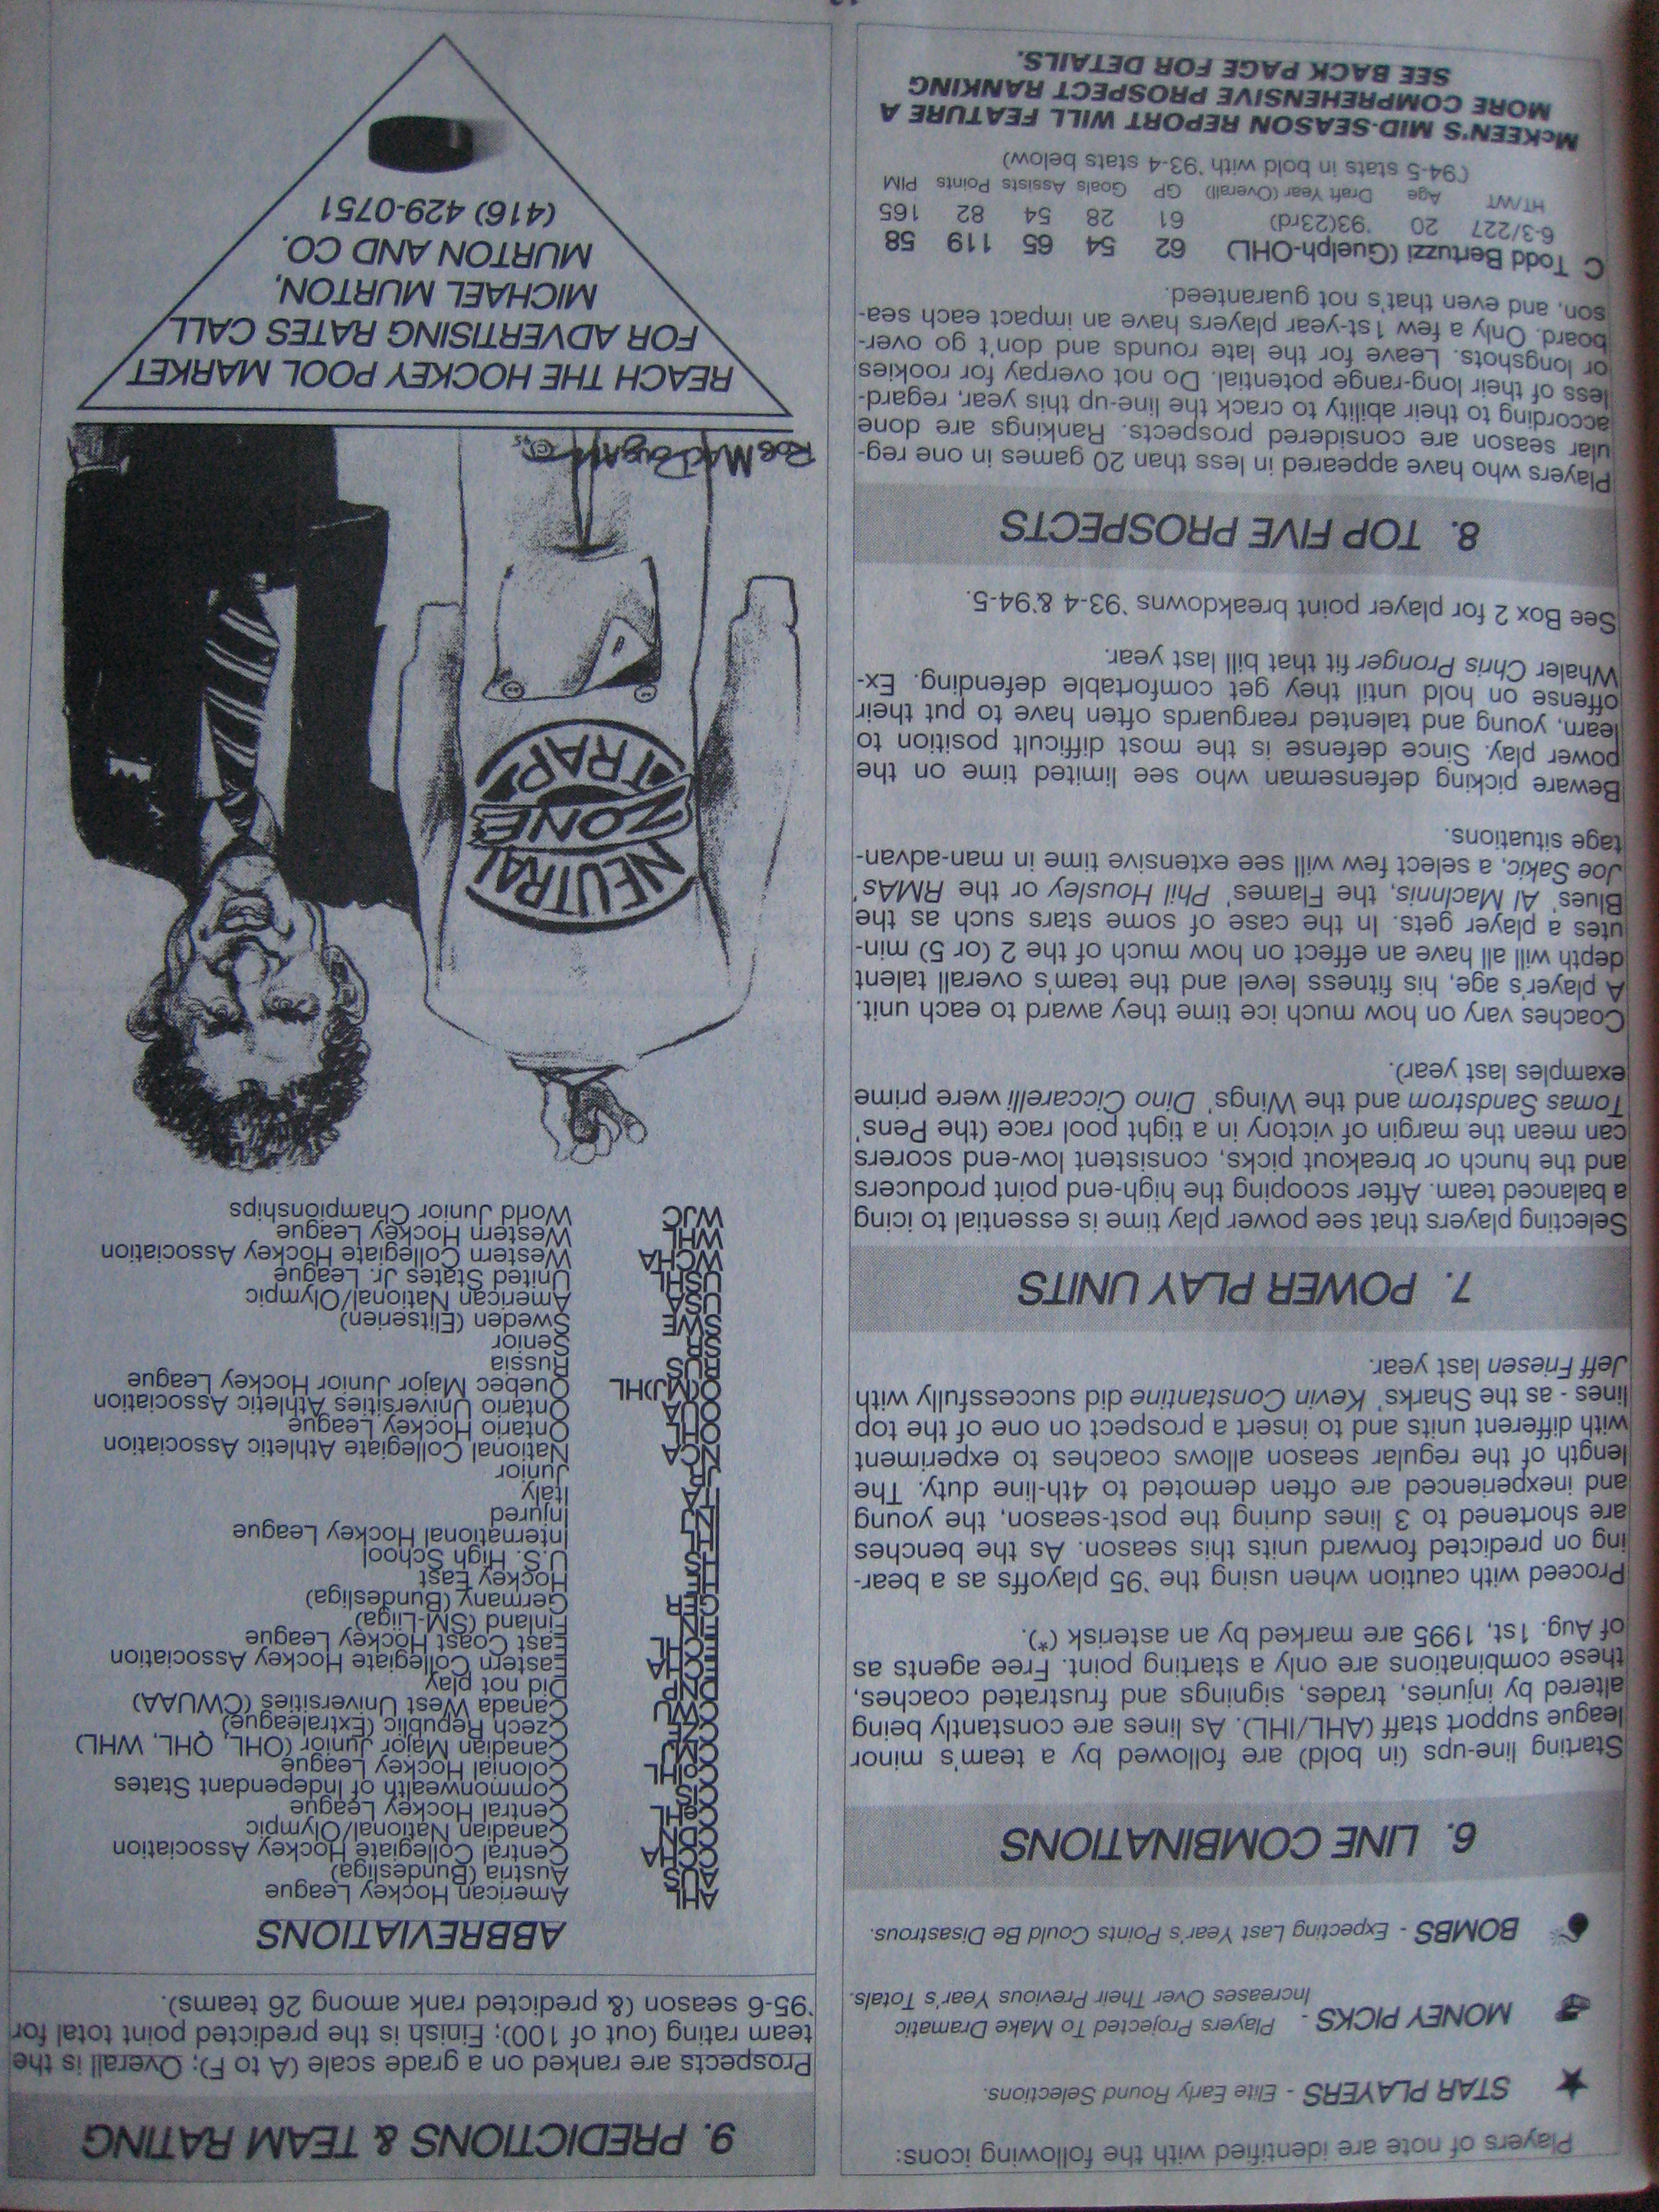 Players of note are identified with the following icons:
STAR PLAYERS - Elite Early Round Selections.
MONEY PICKS - Players Projected To Make Dramatic
Increases Over Their Previous Year's Totals.
BOMBS - Expecting Last Year's Points Could Be Disastrous.
6. LINE COMBINATIONS
Starting line-ups (in bold) are followed by a team's minor
league support staff (AHL/IHL). As lines are constantly being
altered by injuries, trades, signings and frustrated coaches,
these combinations are only a starting point. Free agents as
of Aug. 1st, 1995 are marked by an asterisk (*).
Proceed with caution when using the '95 playoffs as a bear-
ing on predicted forward units this season. As the benches
are shortened to 3 lines during the post-season, the young
and inexperienced are often demoted to 4th-line duty. The
length of the regular season allows coaches to experiment
with different units and to insert a prospect on one of the top
lines - as the Sharks' Kevin Constantine did successfully with
Jeff Friesen last year.
7. POWER PLAY UNITS
Selecting players that see power play time is essential to icing
a balanced team. After scooping the high-end point producers
and the hunch or breakout picks, consistent low-end scorers
can mean the margin of victory in a tight pool race (the Pens'
Tomas Sandstrom and the Wings' Dino Ciccarelli were prime
examples last year).
Coaches vary on how much ice time they award to each unit.
A player's age, his fitness level and the team's overall talent
depth will all have an effect on how much of the 2 (or 5) min-
utes a player gets. In the case of some stars such as the
Blues' Al MacInnis, the Flames' Phil Housley or the RMAs'
Joe Sakic, a select few will see extensive time in man-advan-
tage situations.
Beware picking defenseman who see limited time on the
power play. Since defense is the most difficult position to
learn, young and talented rearguards often have to put their
offense on hold until they get comfortable defending. Ex-
Whaler Chris Pronger fit that bill last year.
See Box 2 for player point breakdowns '93-4 &'94-5.
8. TOP FIVE PROSPECTS
Players who have appeared in less than 20 games in one reg-
ular season are considered prospects. Rankings are done
according to their ability to crack the line-up this year, regard-
less of their long-range potential. Do not overpay for rookies
or longshots. Leave for the late rounds and don't go over-
board. Only a few 1st-year players have an impact each sea-
son, and even that's not guaranteed.
C Todd Bertuzzi (Guelph-OHL) 62 54 65 119 58
6-3/227 20 '93(23rd) 61 28 54 82 165
HT/WT Age Draft Year (Overall) GP Goals Assists Points PIM
('94-5 stats in bold with '93-4 stats below)
McKEEN'S MID-SEASON REPORT WILL FEATURE A
MORE COMPREHENSIVE PROSPECT RANKING
SEE BACK PAGE FOR DETAILS.
9. PREDICTIONS & TEAM RATING
Prospects are ranked on a grade scale (A to F); Overall is the
team rating (out of 100); Finish is the predicted point total for
'95-6 season (& predicted rank among 26 teams).
ABBREVIATIONS
AHL American Hockey League
AUS Austria (Bundesliga)
CCHA Central Collegiate Hockey Association
CDN Canadian National/Olympic
CeHL Central Hockey League
CIS Commonwealth of Independant States
ColHL Colonial Hockey League
CMJ Canadian Major Junior (OHL, QHL, WHL)
CZE Czech Republic (Extraleague)
CWU Canada West Universities (CWUAA)
DNP Did not play
ECHA Eastern Collegiate Hockey Association
ECHL East Coast Hockey League
FIN Finland (SM-Liiga)
GER Germany (Bundesliga)
HE Hockey East
HS U.S. High School
IHL International Hockey League
INJ Injured
ITA Italy
JR Junior
NCA National Collegiate Athletic Association
OHL Ontario Hockey League
OUA Ontario Universities Athletic Association
Q(MJ)HL Quebec Major Junior Hockey League
RUS Russia
SR Senior
SWE Sweden (Elitserien)
USA American National/Olympic
USHL United States Jr. League
WCHA Western Collegiate Hockey Association
WHL Western Hockey League
WJC World Junior Championships
NEUTRAL
ZONE
TRAP
Rob MacDougall © 95
REACH THE HOCKEY POOL MARKET
FOR ADVERTISING RATES CALL
MICHAEL MURTON,
MURTON AND CO.
(416) 429-0751